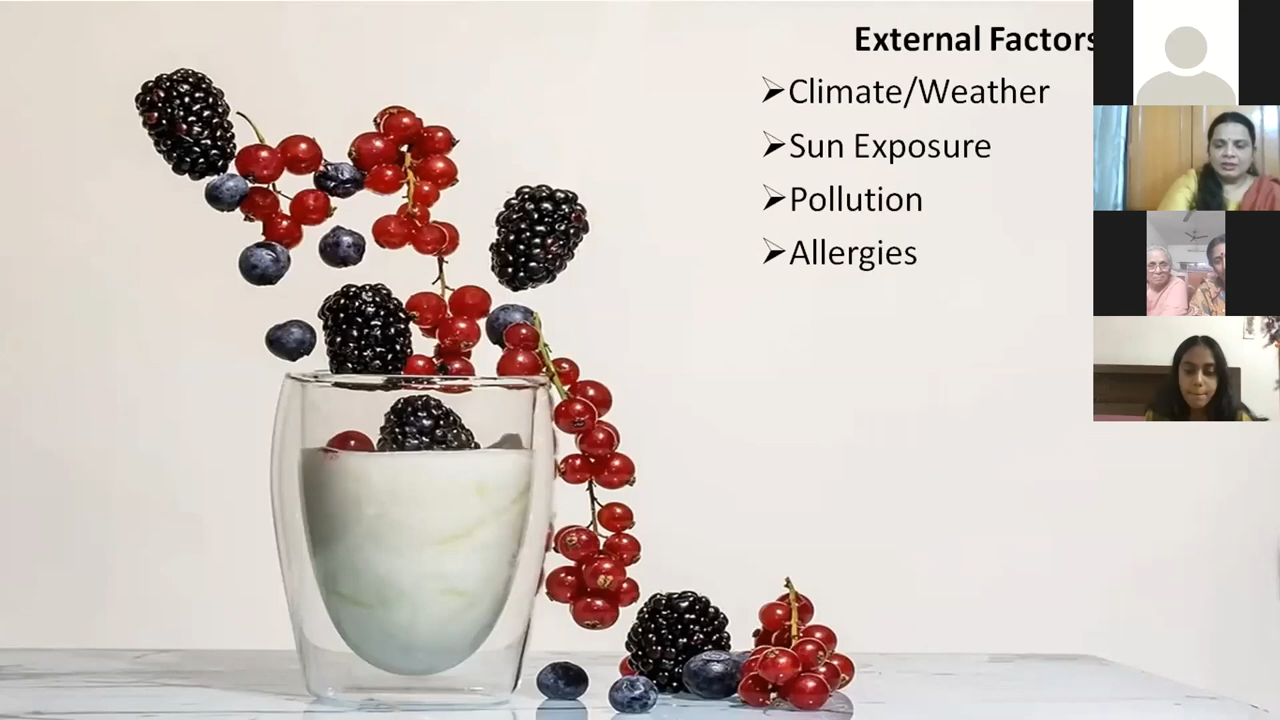 External Factors
➢Climate/Weather
➢Sun Exposure
➢Pollution
➢Allergies